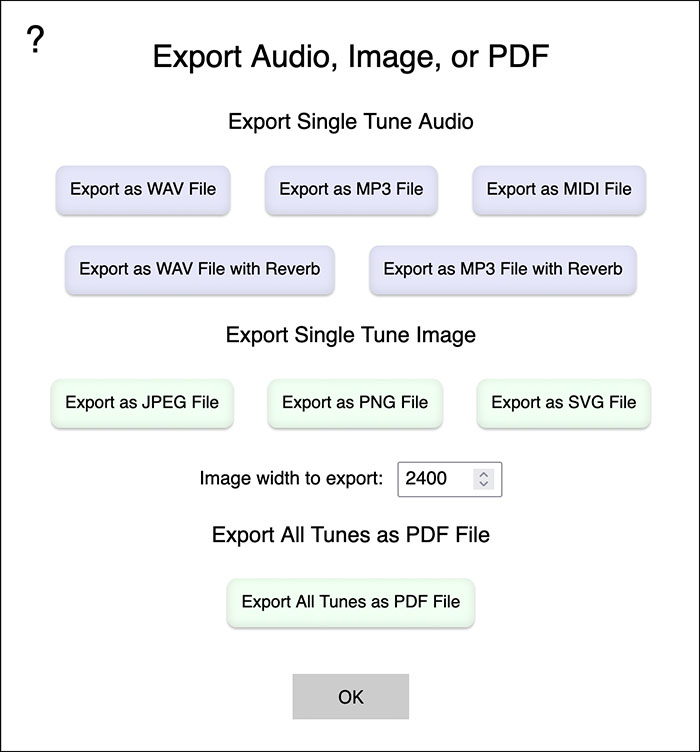 ?
Export Audio, Image, or PDF
Export Single Tune Audio
Export as WAV File
Export as MP3 File
Export as MIDI File
Export as WAV File with Reverb
Export as MP3 File with Reverb
Export Single Tune Image
Export as JPEG File
Export as PNG File
Export as SVG File
Image width to export: 2400
Export All Tunes as PDF File
Export All Tunes as PDF File
OK